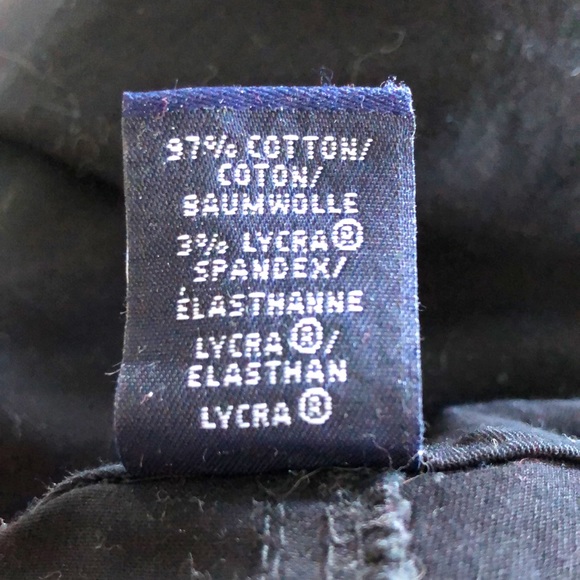 97% COTTON/
COTON/
BAUMWOLLE
3% LYCRA®
SPANDEX/
ÉLASTHANNE
LYCRA®/
ELASTHAN
LYCRA®